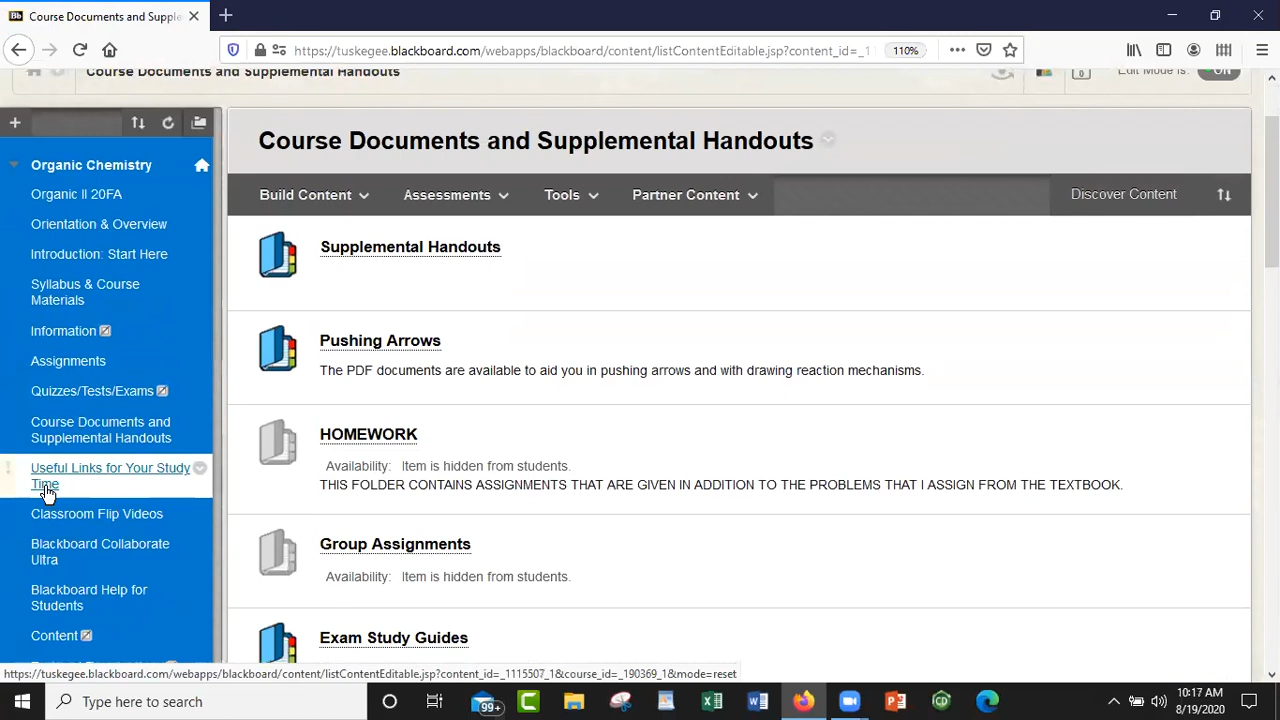 Bb Course Documents and Supple
https://tuskegee.blackboard.com/webapps/blackboard/content/listContentEditable.jsp?content_id=_1 110%
Course Documents and Supplemental Handouts
Edit Mode is: ON
Course Documents and Supplemental Handouts
Organic Chemistry
Build Content Assessments Tools Partner Content Discover Content
Organic II 20FA
Orientation & Overview
Introduction: Start Here
Syllabus & Course
Materials
Information
Assignments
Quizzes/Tests/Exams
Course Documents and
Supplemental Handouts
Useful Links for Your Study
Time
Classroom Flip Videos
Blackboard Collaborate
Ultra
Blackboard Help for
Students
Content
Supplemental Handouts
Pushing Arrows
The PDF documents are available to aid you in pushing arrows and with drawing reaction mechanisms.
HOMEWORK
Availability: Item is hidden from students.
THIS FOLDER CONTAINS ASSIGNMENTS THAT ARE GIVEN IN ADDITION TO THE PROBLEMS THAT I ASSIGN FROM THE TEXTBOOK.
Group Assignments
Availability: Item is hidden from students.
Exam Study Guides
https://tuskegee.blackboard.com/webapps/blackboard/content/listContentEditable.jsp?content_id=_1115507_1&course_id=_190369_1&mode=reset
Type here to search
99+
10:17 AM
8/19/2020